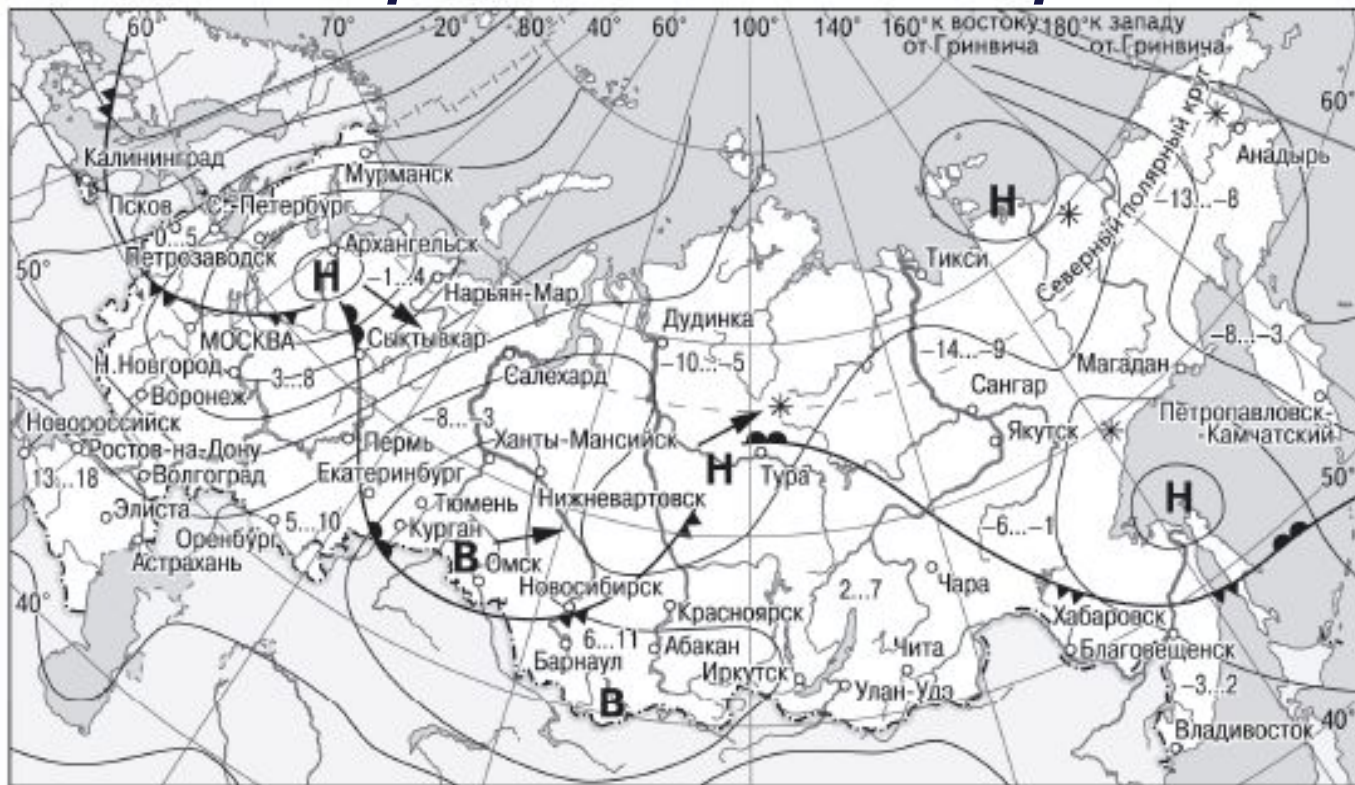 60° 70° 20° 40 60 100° 140° 160° к востоку 180° к западу
от Гринвича от Гринвича
60°
Северный полярный круг
Анадырь
Калининград
Мурманск
Псков С.-Петербург
-13...-8
0...5
Петрозаводск
Архангельск
Н
Н
-1...4
Тикси
50°
Нарьян-Мар
Дудинка
МОСКВА
Сыктывкар
-10...-5
-14...-9
-8...-3
Н.Новгород
3...8
Салехард
Магадан
Воронеж
Сангар
Новороссийск
-8...-3
Петропавловск-
-Камчатский
Ростов-на-Дону
Пермь
Ханты-Мансийск
Якутск
13...18
Волгоград
Екатеринбург
Н
Тура
50°
Элиста
Тюмень
Нижневартовск
Н
Оренбург
5...10
Курган
-6...-1
Астрахань
В
Омск
40°
Новосибирск
Чара
Красноярск
2...7
Хабаровск
6...11
Барнаул
Абакан
Чита
Благовещенск
Иркутск
Улан-Удэ
-3...2
В
Владивосток
40°